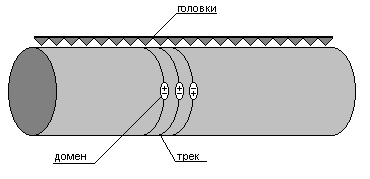 головки
± ± ±
домен
трек